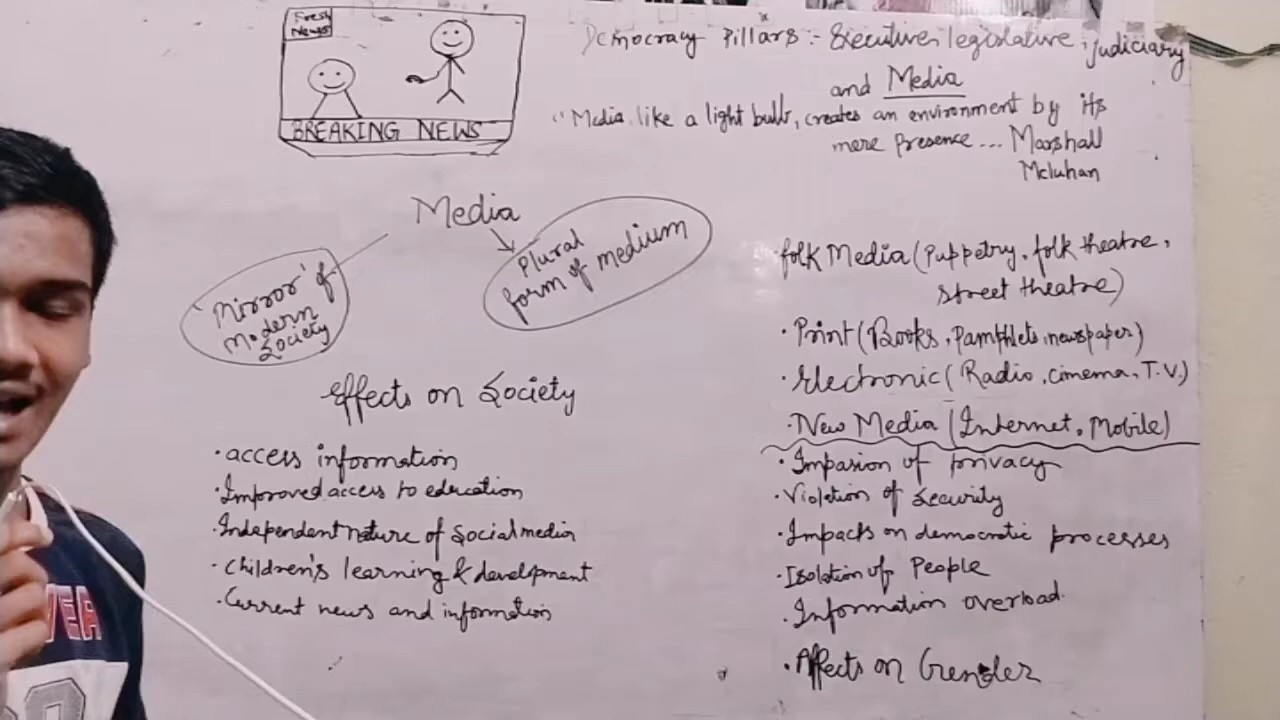 Fresh
News
BREAKING NEWS
Democracy Pillars :- Executive, legislative, judiciary
and Media
"Media like a light bulb, creates an environment by its
mere presence... Marshall
Mcluhan
Media
'Mirror' of
Modern
Society
Plural
form of medium
Effects on Society
· access information
· Improved access to education
· Independent nature of Social media
· Children's learning & development
· Current news and information
folk Media (Puppetry, folk theatre,
street theatre)
· Print (Books, Pamphlets, newspaper)
· Electronic (Radio, cinema, T.V.)
· New Media (Internet, Mobile)
· Impasion of privacy
· Violation of Security
· Impacts on democratic processes
· Isolation of People
· Information overload
· Affects on Gender